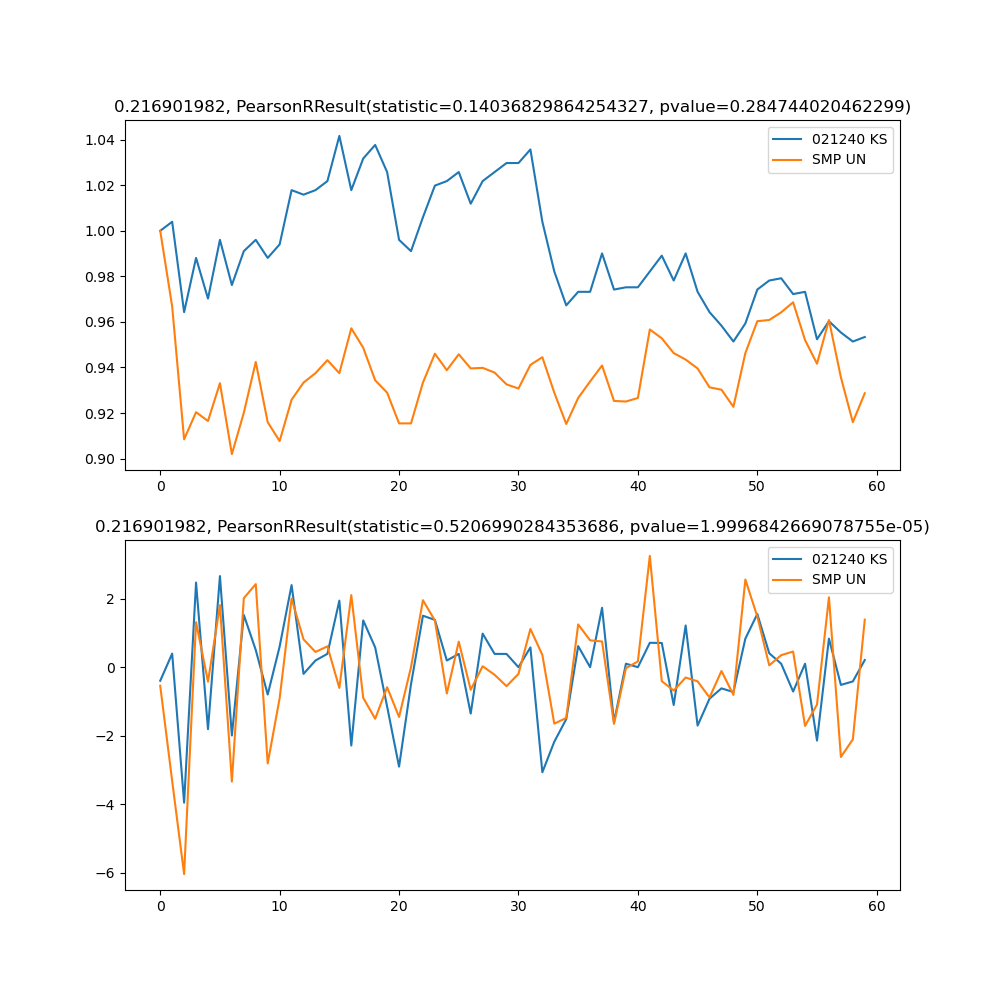 0.216901982, PearsonRResult(statistic=0.14036829864254327, pvalue=0.284744020462299)
021240 KS
SMP UN
1.04
1.02
1.00
0.98
0.96
0.94
0.92
0.90
0 10 20 30 40 50 60
0.216901982, PearsonRResult(statistic=0.5206990284353686, pvalue=1.9996842669078755e-05)
021240 KS
SMP UN
2
0
−2
−4
−6
0 10 20 30 40 50 60